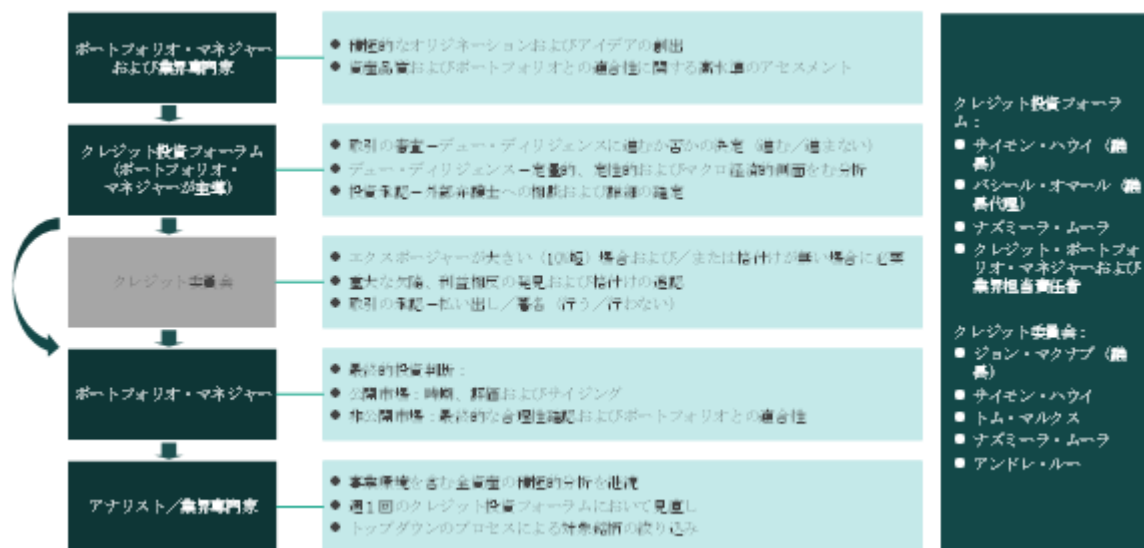 ポートフォリオ・マネジャー
および業界専門家
● 積極的なオリジネーションおよびアイデアの創出
● 資産品質およびポートフォリオとの適合性に関する高水準のアセスメント
クレジット投資フォーラム
(ポートフォリオ・
マネジャーが主導)
● 取引の審査－デュー・ディリジェンスに進むか否かの決定（進む／進まない）
● デュー・ディリジェンス－定量的、定性的およびマクロ経済的側面をむ分析
● 投資承認－外部弁護士への相談および詳細の確定
クレジット委員会
● エクスポージャーが大きい（10%超）場合および／または格付けが無い場合に必要
● 重大な欠陥、利益相反の発見および格付けの追認
● 取引の承認－払い出し／署名（行う／行わない）
ポートフォリオ・マネジャー
● 最終的投資判断：
● 公開市場：時期、評価およびサイジング
● 非公開市場：最終的な合理性確認およびポートフォリオとの適合性
アナリスト／業界専門家
● 事業環境を含む全資産の積極的分析を継続
● 週１回のクレジット投資フォーラムにおいて見直し
● トップダウンのプロセスによる対象銘柄の絞り込み
クレジット投資フォーラ
ム：
● サイモン・ハウイ（議
長）
● バシール・オマール（議
長代理）
● ナズミーラ・ムーラ
● クレジット・ポートフォ
リオ・マネジャーおよび
業界担当責任者
クレジット委員会：
● ジョン・マクナブ（議
長）
● サイモン・ハウイ
● トム・マルクス
● ナズミーラ・ムーラ
● アンドレ・ルー